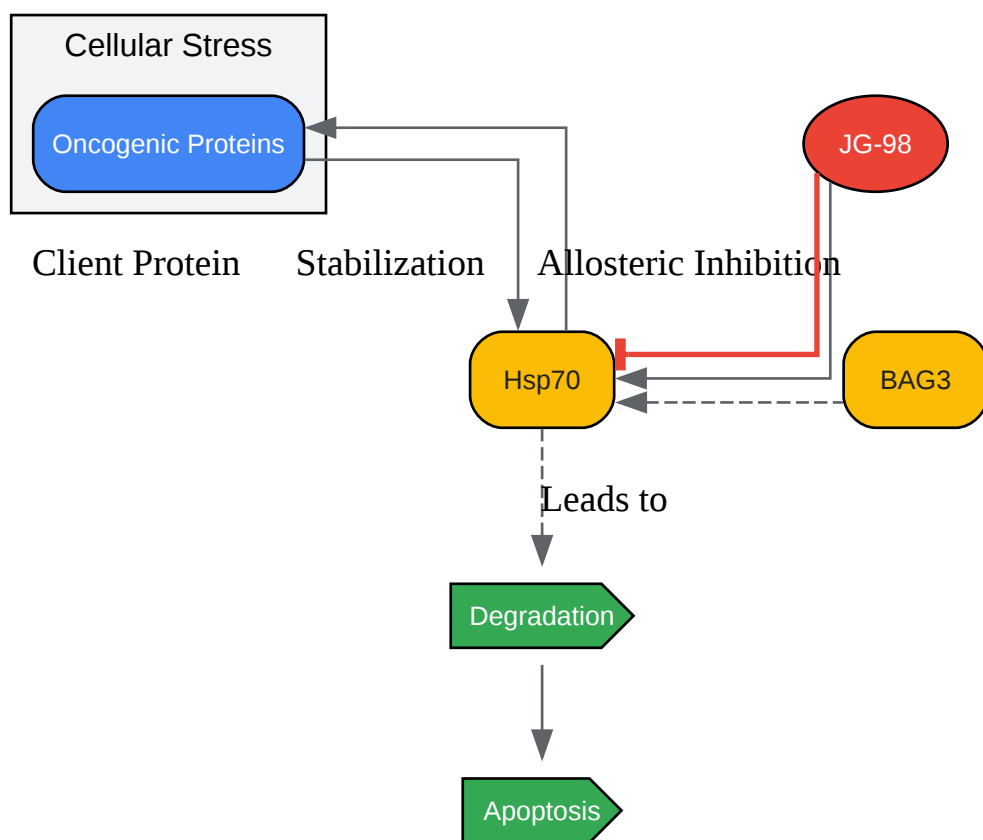 Cellular Stress
Oncogenic Proteins
JG-98
Client Protein
Stabilization
Allosteric Inhibition
Hsp70
BAG3
Leads to
Degradation
Apoptosis